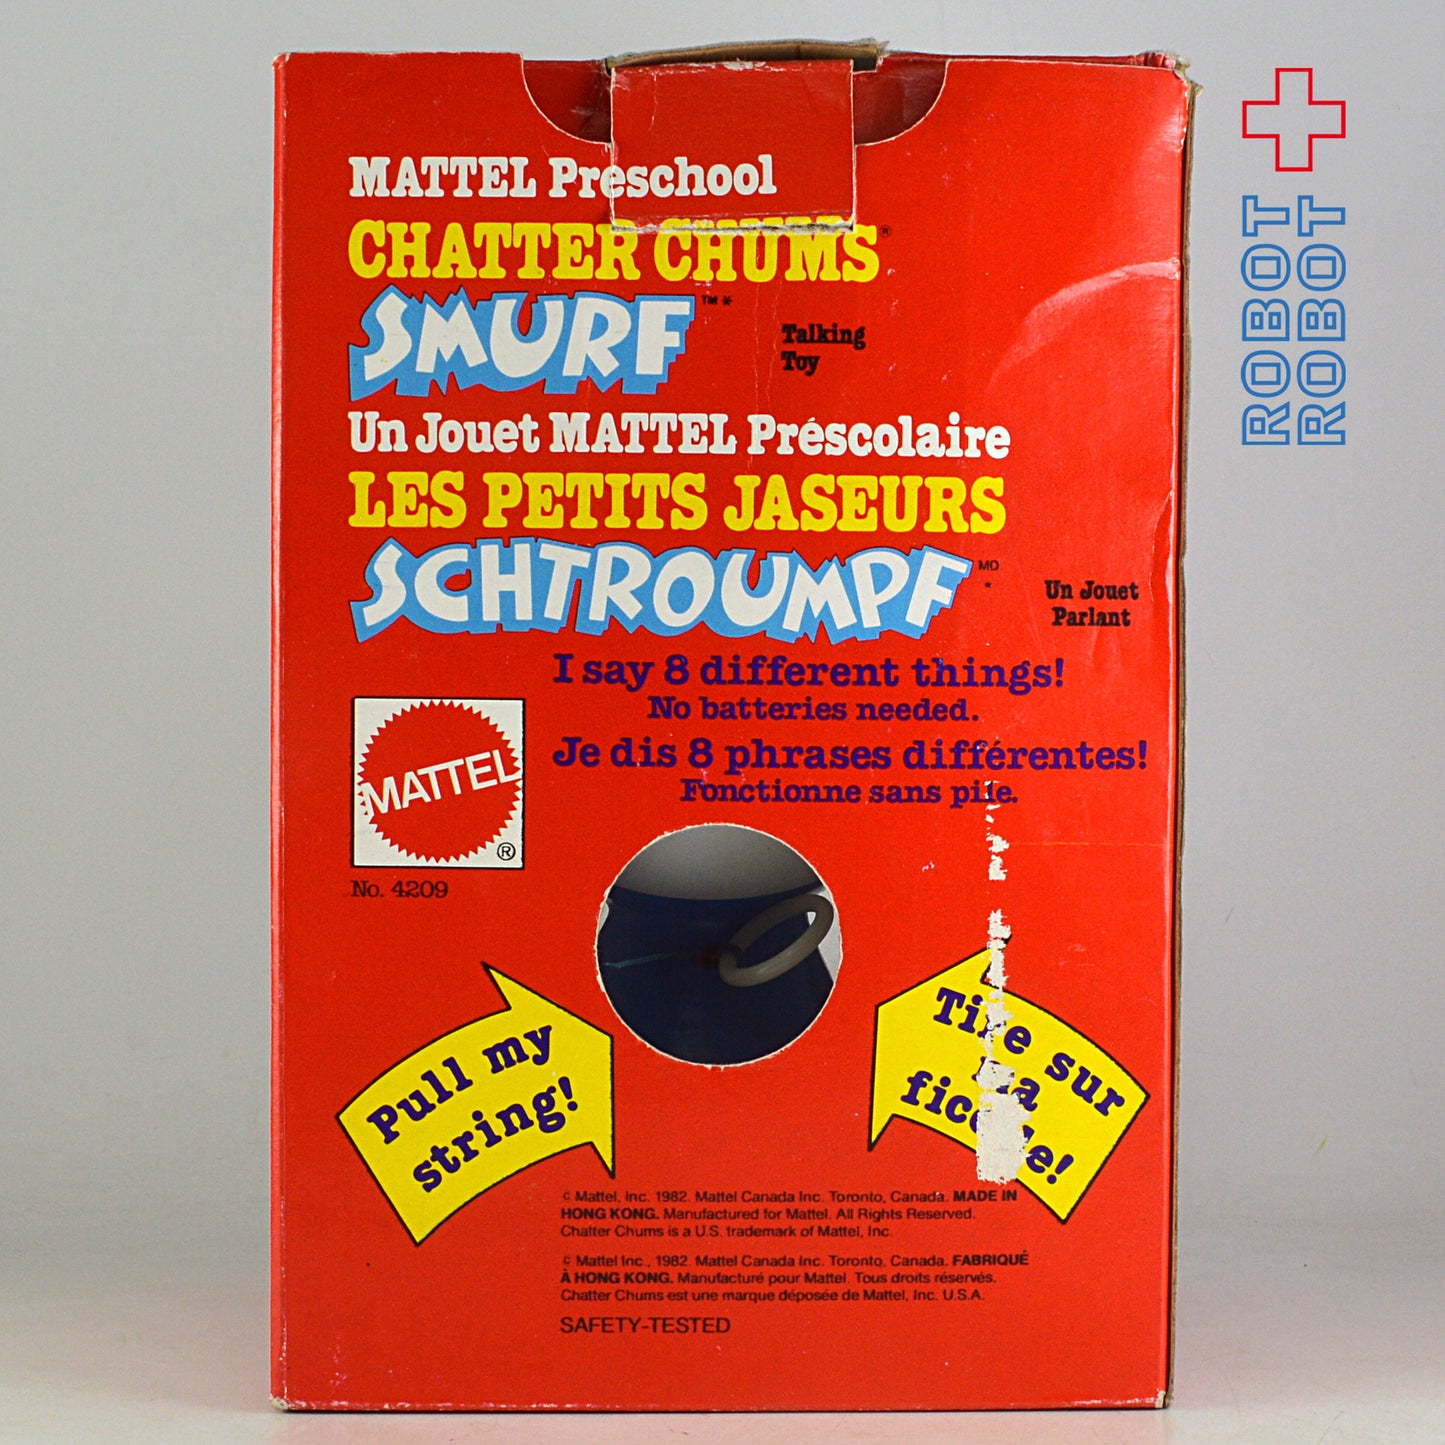 MATTEL Preschool
CHATTER CHUMS®
SMURF ™*
Talking
Toy
Un Jouet MATTEL Préscolaire
LES PETITS JASEURS
SCHTROUMPF MD
*
Un Jouet
Parlant
I say 8 different things!
No batteries needed.
Je dis 8 phrases différentes!
Fonctionne sans pile.
MATTEL
®
No. 4209
Pull my
string!
Tire sur
la
© Mattel, Inc. 1982. Mattel Canada Inc. Toronto, Canada. MADE IN
HONG KONG. Manufactured for Mattel. All Rights Reserved.
Chatter Chums is a U.S. trademark of Mattel, Inc.
© Mattel Inc., 1982. Mattel Canada Inc. Toronto, Canada. FABRIQUÉ
À HONG KONG. Manufacturé pour Mattel. Tous droits réservés.
Chatter Chums est une marque déposée de Mattel, Inc. U.S.A.
SAFETY-TESTED
ROBOT
ROBOT